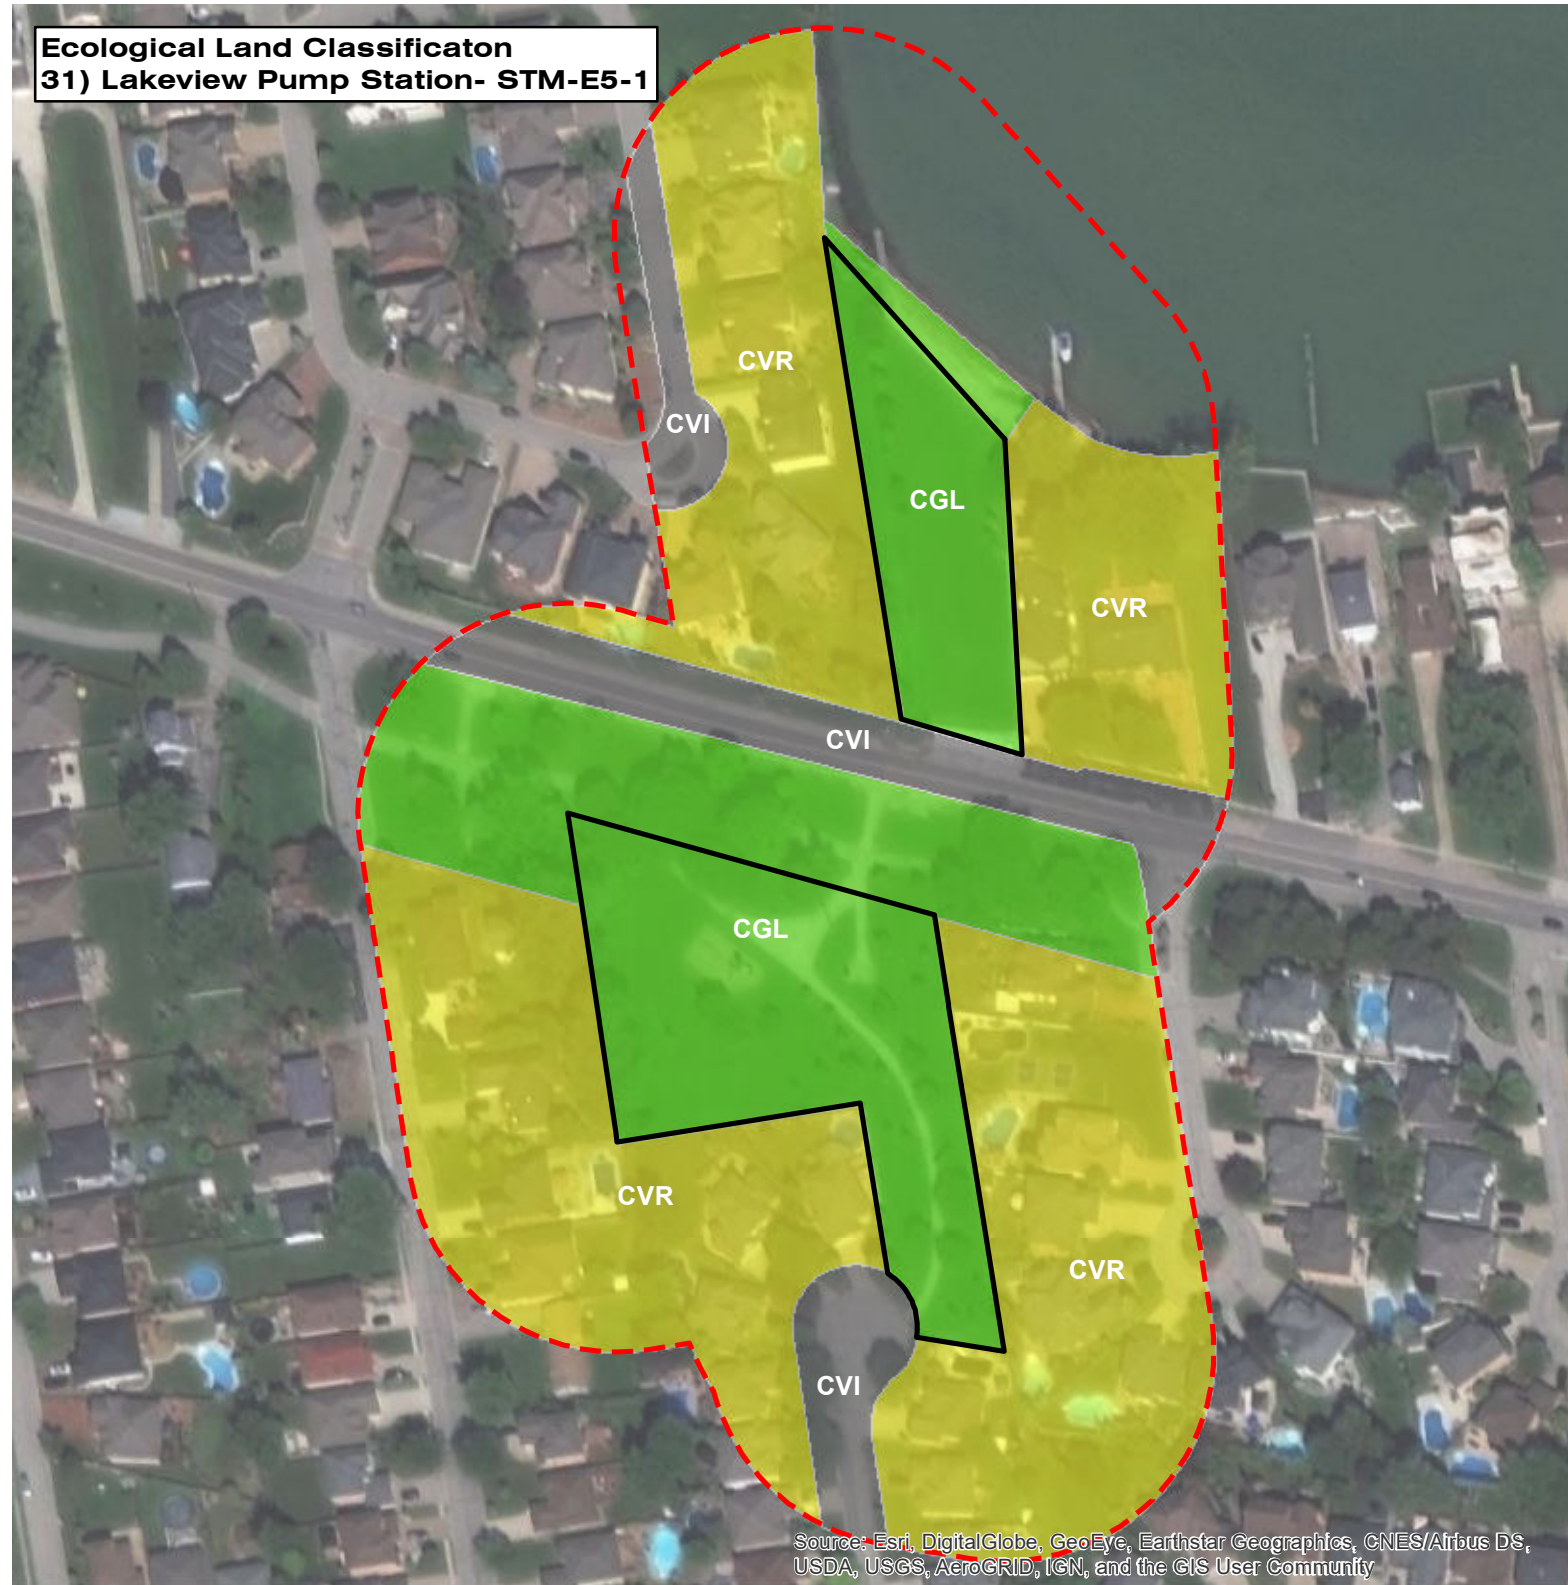 Ecological Land Classificaton
31) Lakeview Pump Station- STM-E5-1
CVR
CVI
CGL
CVR
CVI
CGL
CVR
CVR
CVI
Source: Esri, DigitalGlobe, GeoEye, Earthstar Geographics, CNES/Airbus DS,
USDA, USGS, AeroGRID, IGN, and the GIS User Community